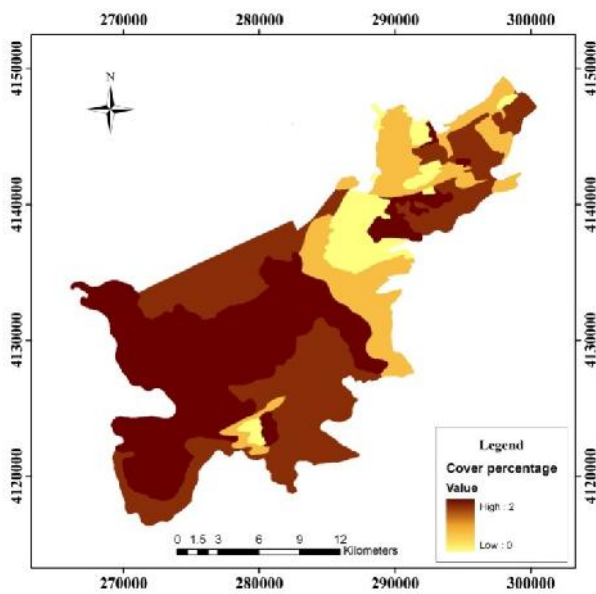 270000 280000 290000 300000
4150000 4150000
N
4140000 4140000
4130000 4130000
4120000 4120000
Legend
Cover percentage
Value
High : 2
Low : 0
0 1.5 3 6 9 12
Kilometers
270000 280000 290000 300000